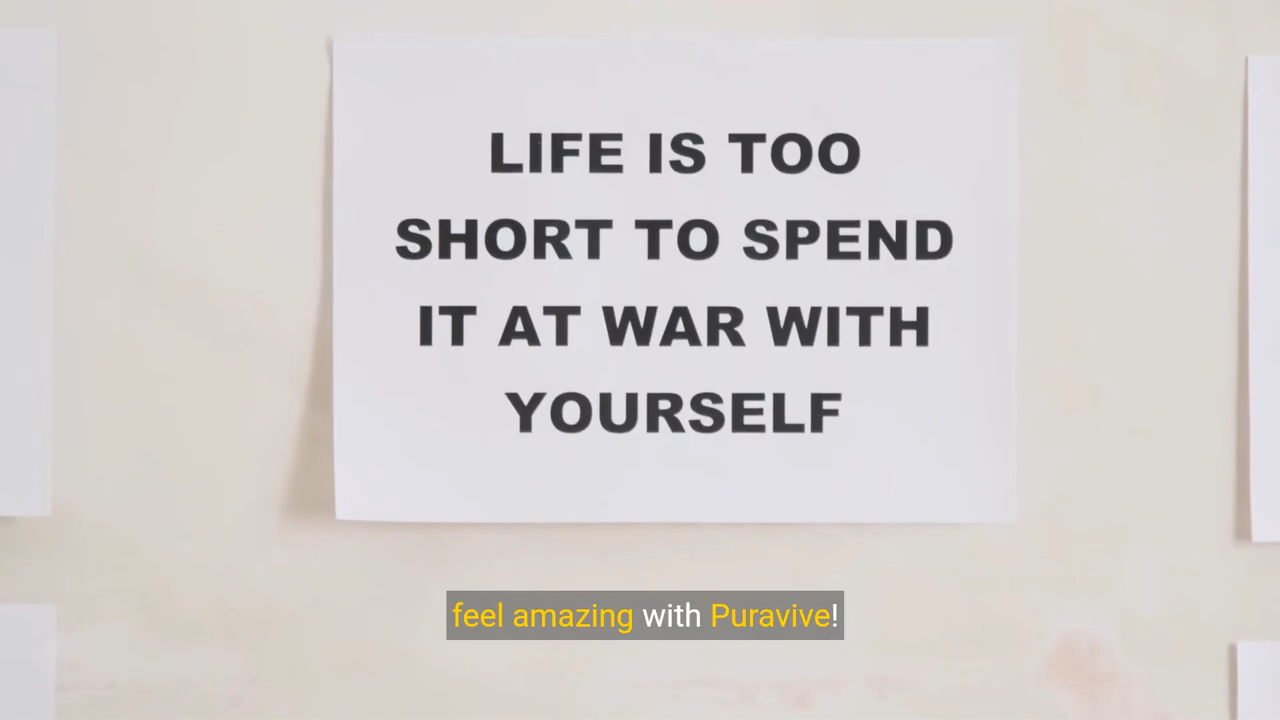 LIFE IS TOO
SHORT TO SPEND
IT AT WAR WITH
YOURSELF
feel amazing with Puravive!